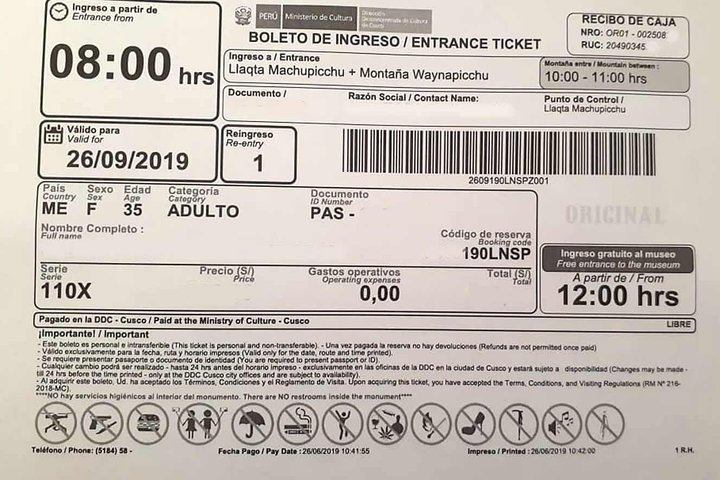 Ingreso a partir de
Entrance from
08:00 hrs
PERÚ Ministerio de Cultura Dirección Desconcentrada de Cultura de Cusco
BOLETO DE INGRESO / ENTRANCE TICKET
RECIBO DE CAJA
NRO: OR01 - 002508
RUC: 20490345
Ingreso a / Entrance
Llaqta Machupicchu + Montaña Waynapicchu
Montaña entre / Mountain between :
10:00 - 11:00 hrs
Documento /
Razón Social / Contact Name:
Punto de Control /
Llaqta Machupicchu
Válido para
Valid for
26/09/2019
Reingreso
Re-entry
1
2609190LNSPZ001
País
Country
ME
Sexo
Sex
F
Edad
Age
35
Categoría
Category
ADULTO
Documento
ID Number
PAS -
ORIGINAL
Nombre Completo :
Full name
Código de reserva
Booking code
190LNSP
Ingreso gratuito al museo
Free entrance to the museum
A partir de / From
12:00 hrs
Serie
Serie
110X
Precio (S/)
Price
Gastos operativos
Operating expenses
0,00
Total (S/)
Total
Pagado en la DDC - Cusco / Paid at the Ministry of Culture - Cusco
LIBRE
¡Importante! / Important
- Este boleto es personal e intransferible (This ticket is personal and non-transferable). - Una vez pagada la reserva no hay devoluciones (Refunds are not permitted once paid)
- Válido exclusivamente para la fecha, ruta y horario impresos (Valid only for the date, route and time printed).
- Se requiere presentar pasaporte o documento de identidad (You are required to present passport or ID).
- Cualquier cambio podrá ser realizado - hasta 24 hrs antes del horario impreso - exclusivamente en las oficinas de la DDC en la ciudad de Cusco y estará sujeto a disponibilidad (Changes may be made - till 24 hrs before the time printed - only at the DDC Cusco city offices and are subject to availability).
- Al adquirir este boleto, Ud. ha aceptado los Términos, Condiciones y el Reglamento de Visita. Upon acquiring this ticket, you have accepted the Terms, Conditions, and Visiting Regulations (RM Nº 216-2018-MC).
****NO hay servicios higiénicos al interior del monumento. There are NO restrooms inside the monument****
Teléfono / Phone: (5184) 58 -
Fecha Pago / Pay Date :26/06/2019 10:41:55
Impreso / Printed : 26/06/2019 10:42:00
1 R.H.